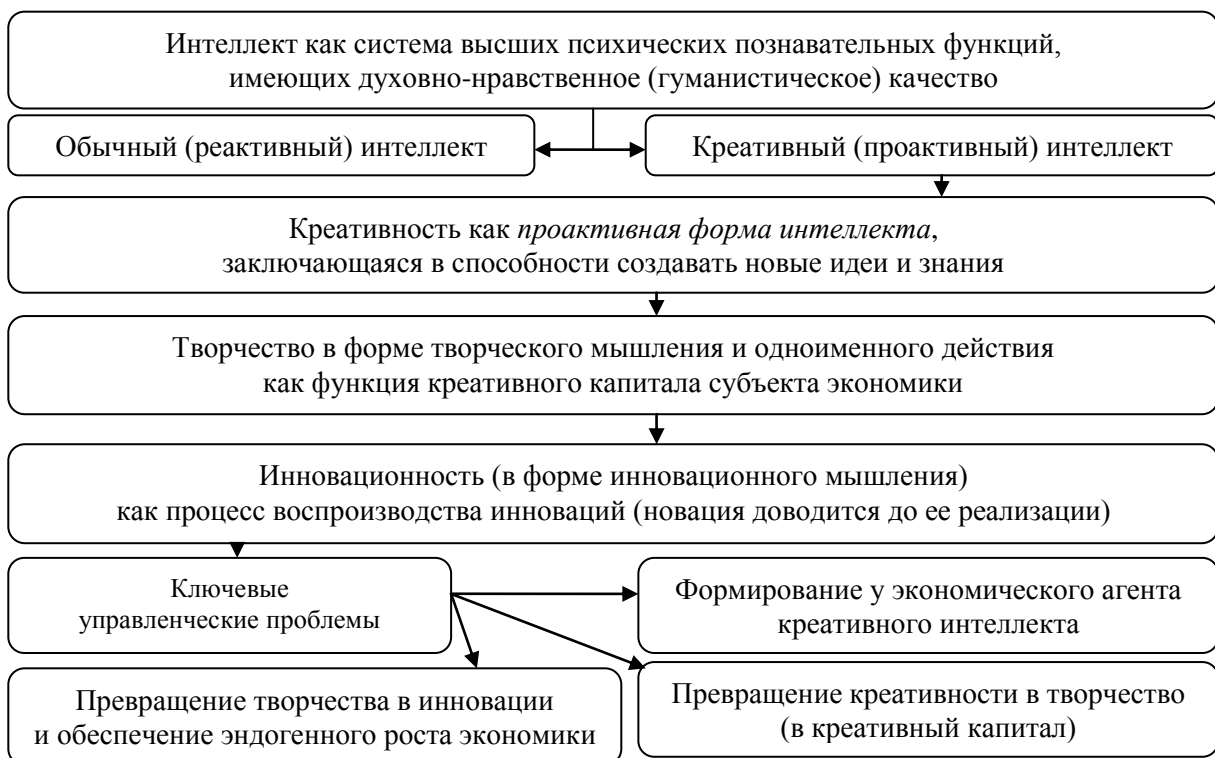 Интеллект как система высших психических познавательных функций,
имеющих духовно-нравственное (гуманистическое) качество
Обычный (реактивный) интеллект
Креативный (проактивный) интеллект
Креативность как проактивная форма интеллекта,
заключающаяся в способности создавать новые идеи и знания
Творчество в форме творческого мышления и одноименного действия
как функция креативного капитала субъекта экономики
Инновационность (в форме инновационного мышления)
как процесс воспроизводства инноваций (новация доводится до ее реализации)
Ключевые
управленческие проблемы
Формирование у экономического агента
креативного интеллекта
Превращение творчества в инновации
и обеспечение эндогенного роста экономики
Превращение креативности в творчество
(в креативный капитал)